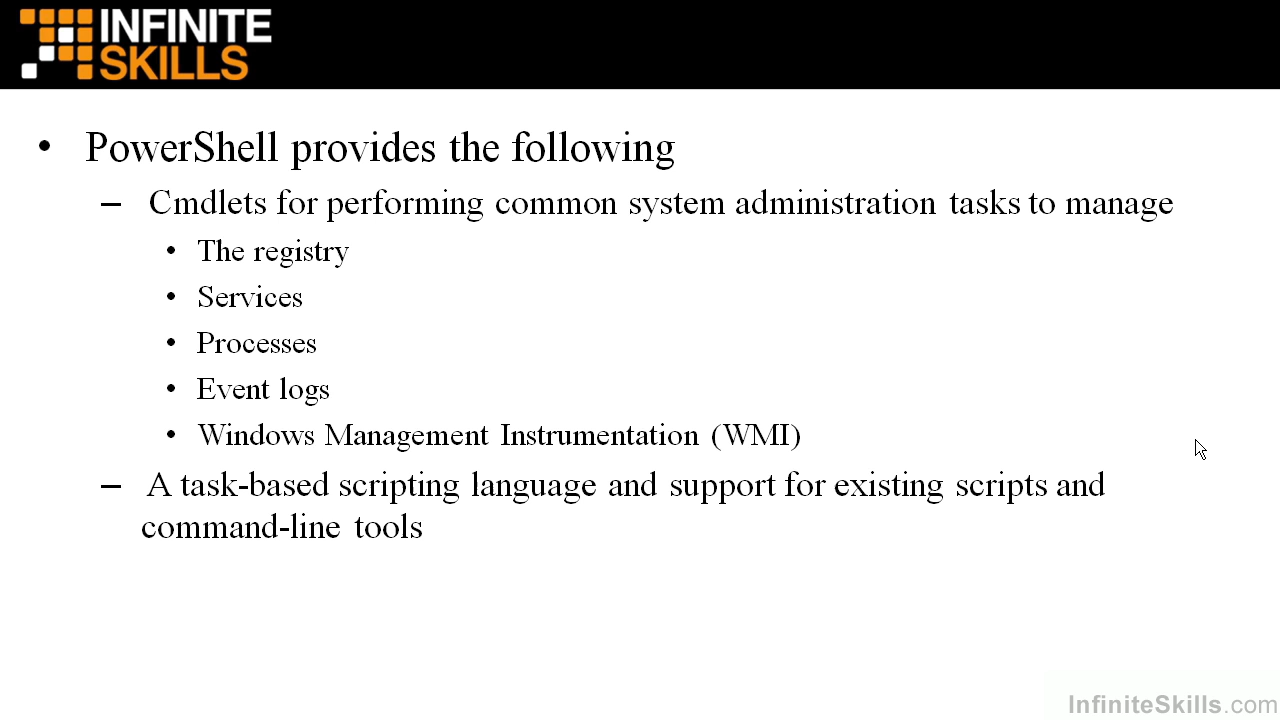 INFINITE
SKILLS
• PowerShell provides the following
– Cmdlets for performing common system administration tasks to manage
• The registry
• Services
• Processes
• Event logs
• Windows Management Instrumentation (WMI)
– A task-based scripting language and support for existing scripts and
command-line tools
InfiniteSkills.com